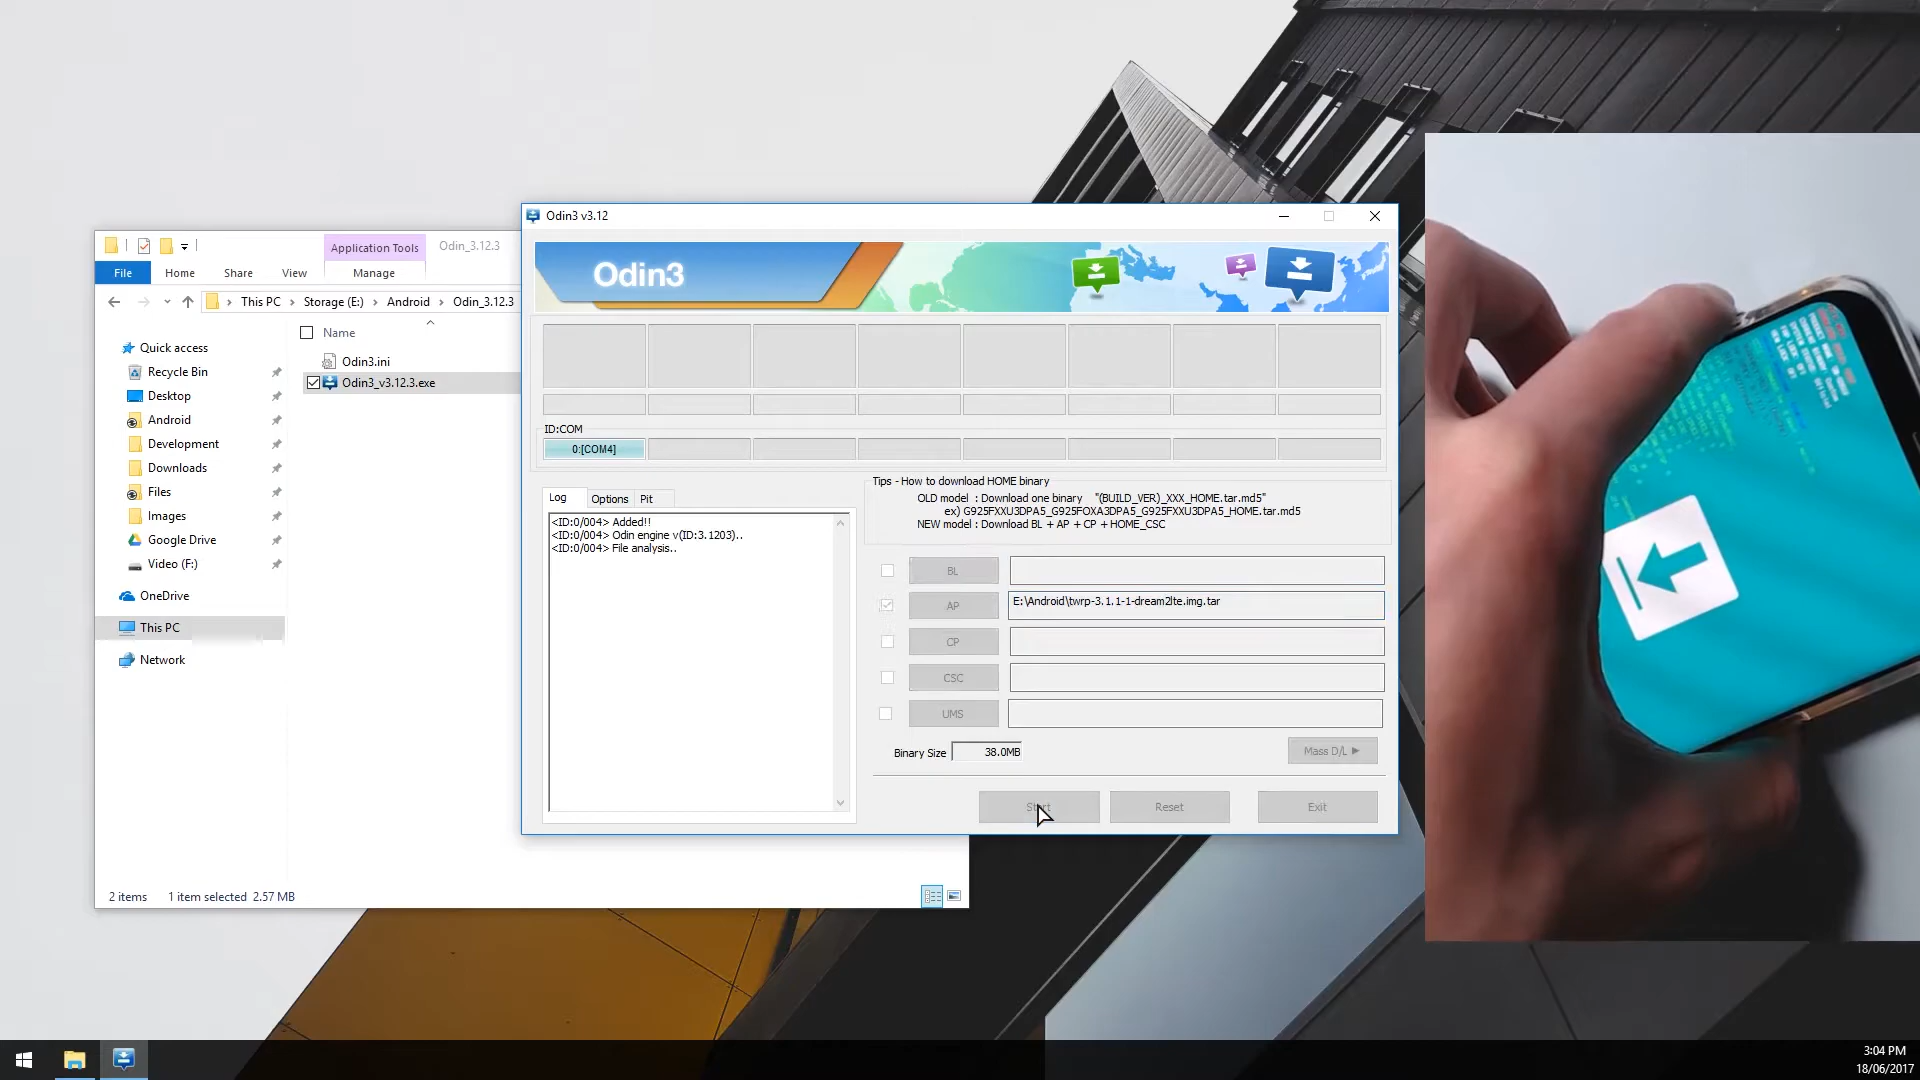 Application Tools
Odin_3.12.3
File
Home
Share
View
Manage
This PC
Storage (E:)
Android
Odin_3.12.3
Name
Quick access
Recycle Bin
Desktop
Android
Development
Downloads
Files
Images
Google Drive
Video (F:)
OneDrive
This PC
Network
Odin3.ini
Odin3_v3.12.3.exe
2 items
1 item selected 2.57 MB
Odin3 v3.12
Odin3
ID:COM
0:[COM4]
Log
Options
Pit
<ID:0/004> Added!!
<ID:0/004> Odin engine v(ID:3.1203)..
<ID:0/004> File analysis..
Tips - How to download HOME binary
OLD model : Download one binary "(BUILD_VER)_XXX_HOME.tar.md5"
ex) G925FXXU3DPA5_G925FOXA3DPA5_G925FXXU3DPA5_HOME.tar.md5
NEW model : Download BL + AP + CP + HOME_CSC
BL
AP
E:\Android\twrp-3.1.1-1-dream2lte.img.tar
CP
CSC
UMS
Binary Size
38.0MB
Mass D/L
Start
Reset
Exit
3:04 PM
18/06/2017